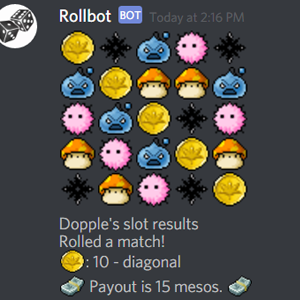 Rollbot BOT Today at 2:16 PM
Dopple's slot results
Rolled a match!
: 10 - diagonal
Payout is 15 mesos.